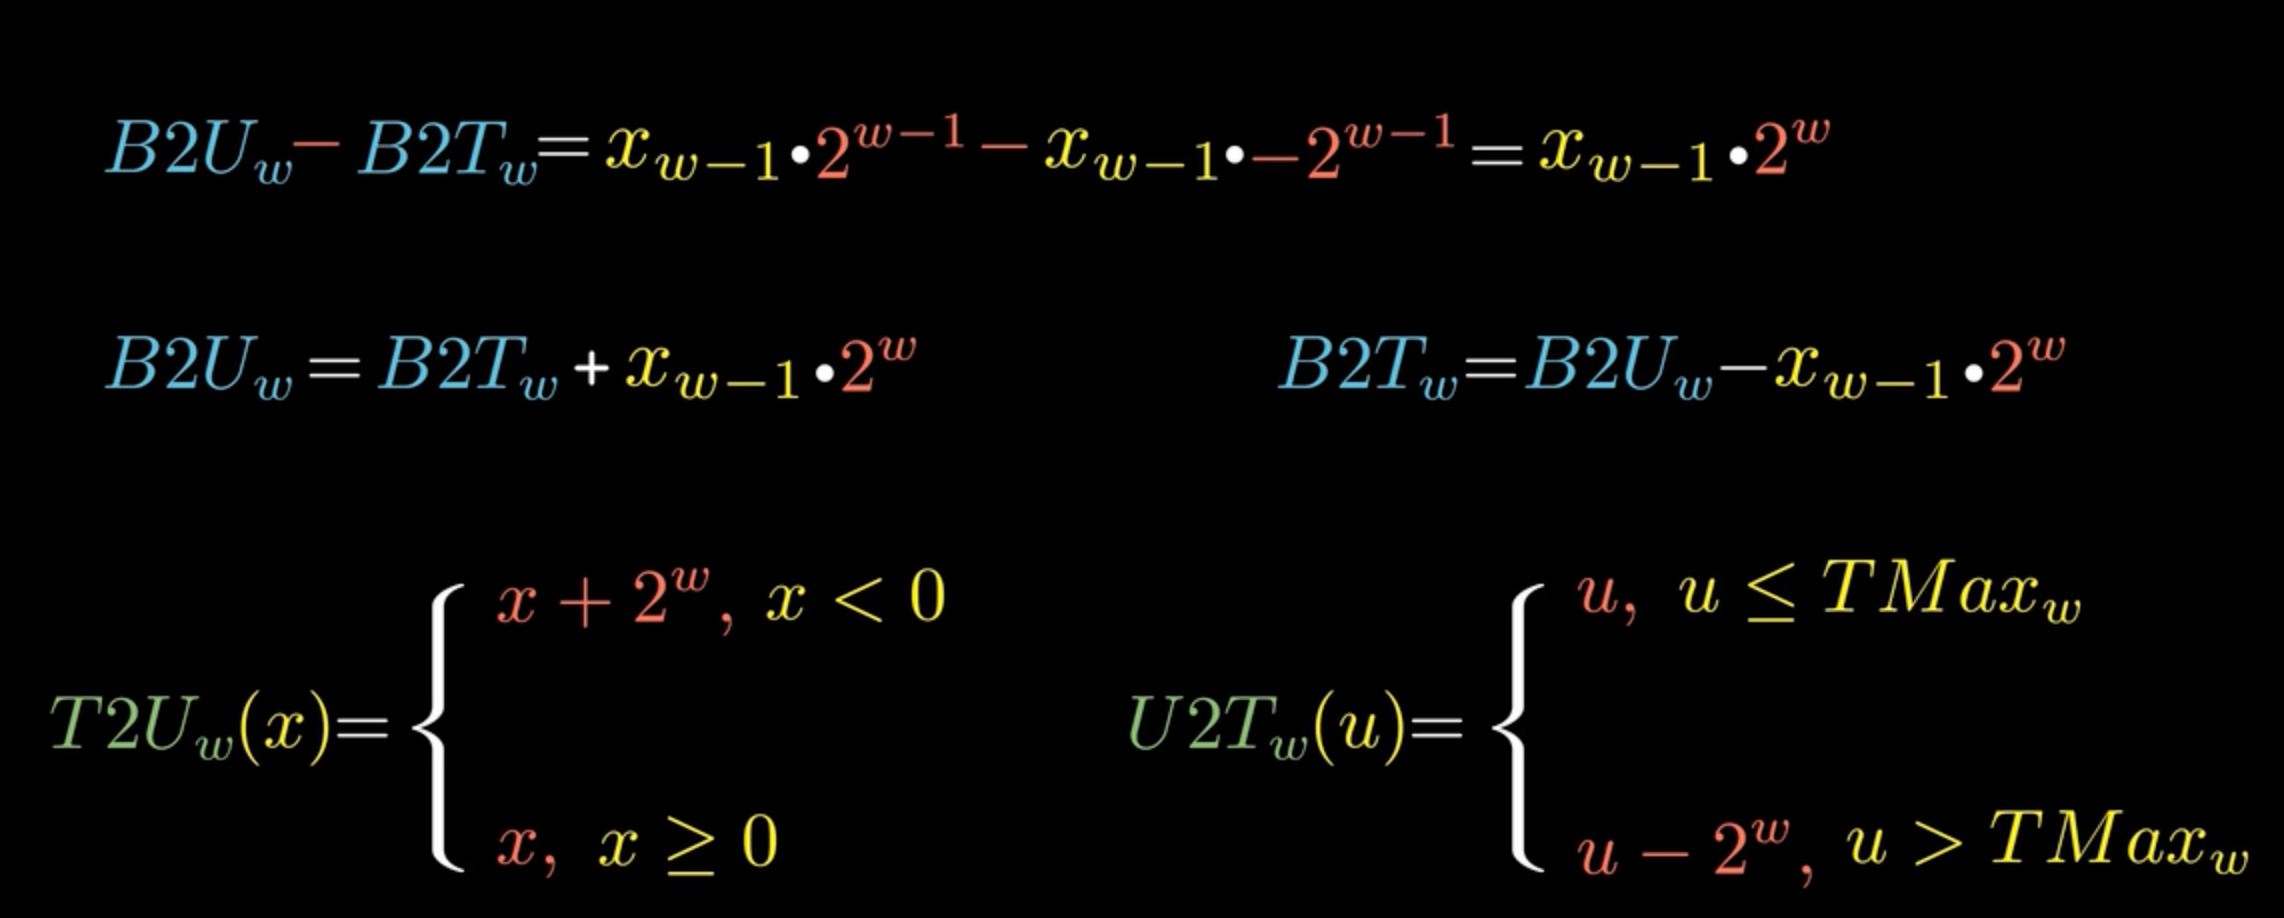 B2U_w − B2T_w = x_{w−1} • 2^{w−1} − x_{w−1} • −2^{w−1} = x_{w−1} • 2^w
B2U_w = B2T_w + x_{w−1} • 2^w
B2T_w = B2U_w − x_{w−1} • 2^w
T2U_w(x) = {
x + 2^w, x < 0
x, x ≥ 0
U2T_w(u) = {
u, u ≤ TMax_w
u − 2^w, u > TMax_w